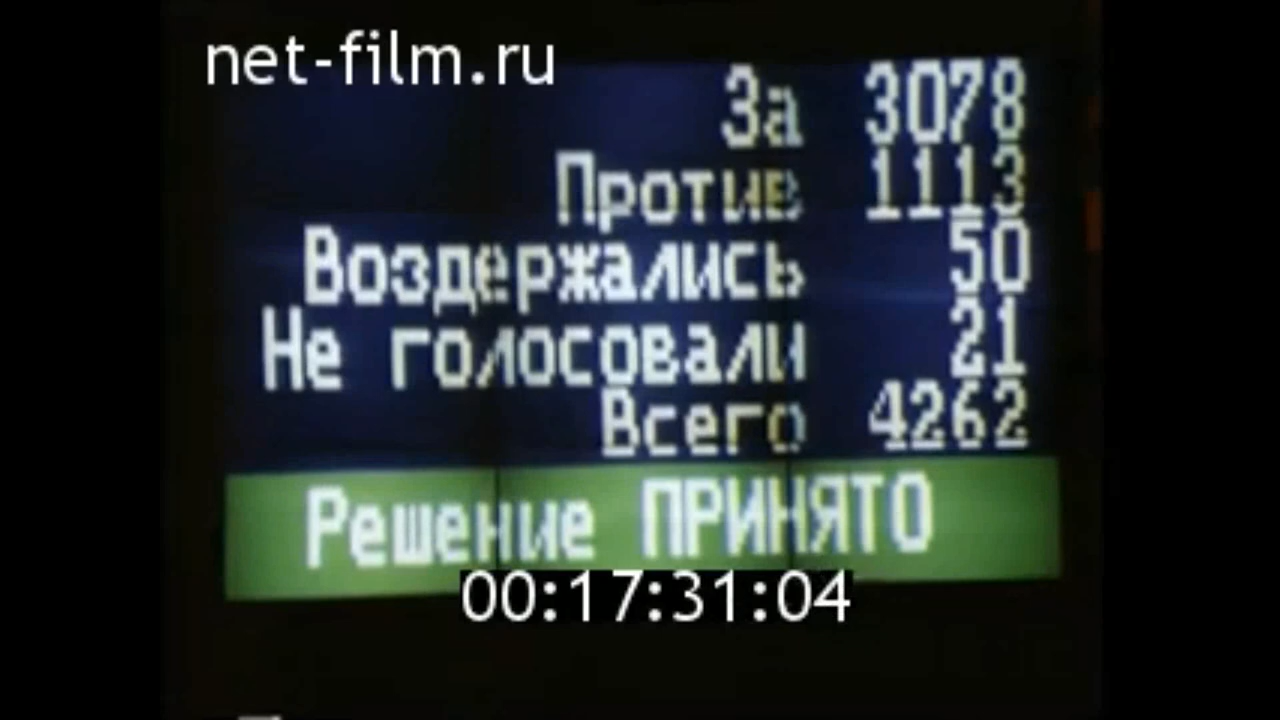 net-film.ru
За 3078
Против 1113
Воздержались 50
Не голосовали 21
Всего 4262
Решение ПРИНЯТО
00:17:31:04